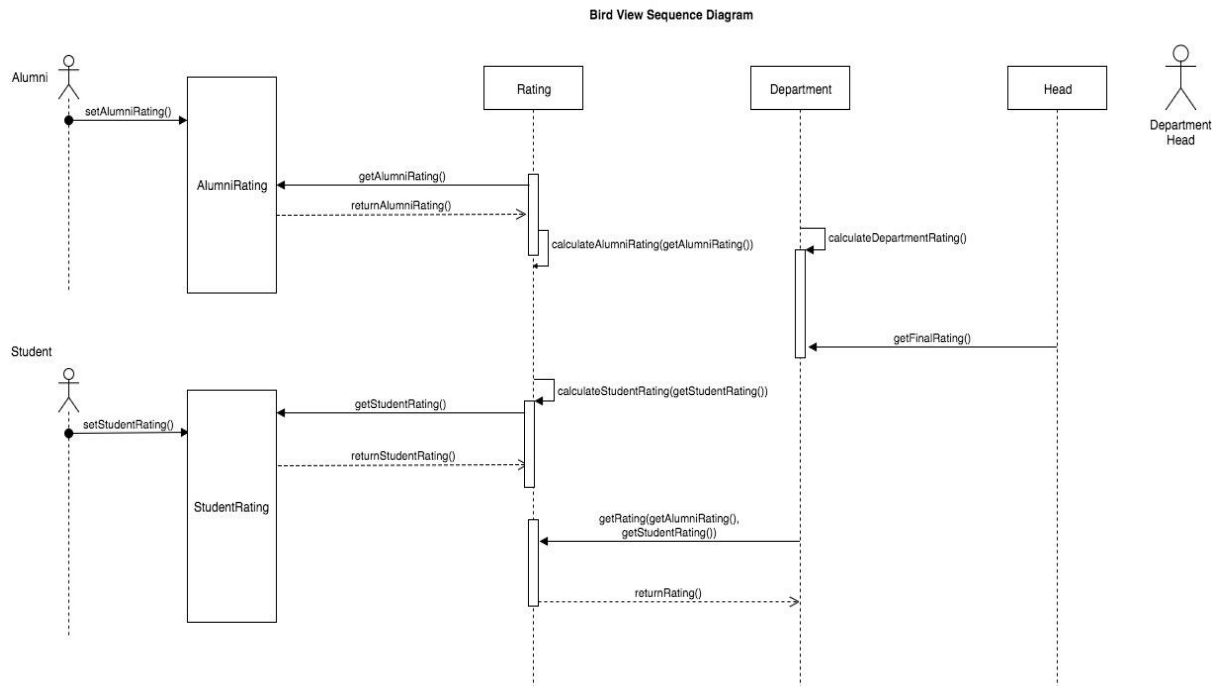 Bird View Sequence Diagram
Alumni
Rating
Department
Head
Department
Head
setAlumniRating()
AlumniRating
getAlumniRating()
returnAlumniRating()
calculateAlumniRating(getAlumniRating())
calculateDepartmentRating()
getFinalRating()
Student
calculateStudentRating(getStudentRating())
getStudentRating()
setStudentRating()
returnStudentRating()
StudentRating
getRating(getAlumniRating(),
getStudentRating())
returnRating()